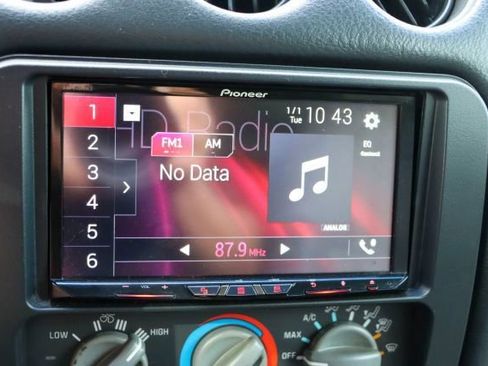 Pioneer
1
HD Radio
1/1
Tue
10 43
2
FM1
AM
EQ
3
No Data
4
5
ANALOG
87.9 MHz
6
VOL
LOW
HIGH
A/C
MAX
OFF